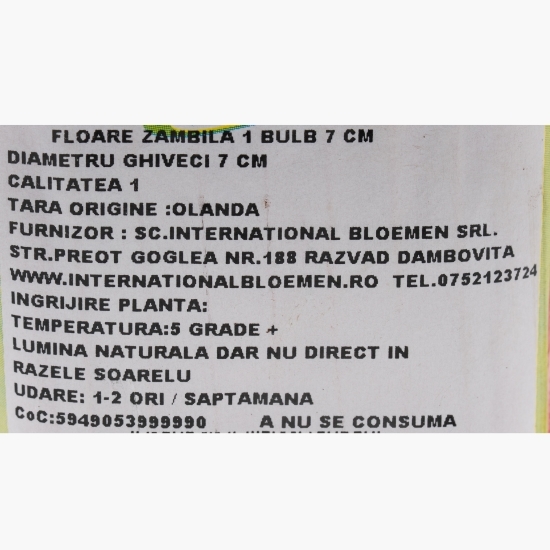 FLOARE ZAMBILA 1 BULB 7 CM
DIAMETRU GHIVECI 7 CM
CALITATEA 1
TARA ORIGINE :OLANDA
FURNIZOR : SC.INTERNATIONAL BLOEMEN SRL.
STR.PREOT GOGLEA NR.188 RAZVAD DAMBOVITA
WWW.INTERNATIONALBLOEMEN.RO TEL.0752123724
INGRIJIRE PLANTA:
TEMPERATURA:5 GRADE +
LUMINA NATURALA DAR NU DIRECT IN
RAZELE SOARELU
UDARE: 1-2 ORI / SAPTAMANA
CoC:5949053999990 A NU SE CONSUMA